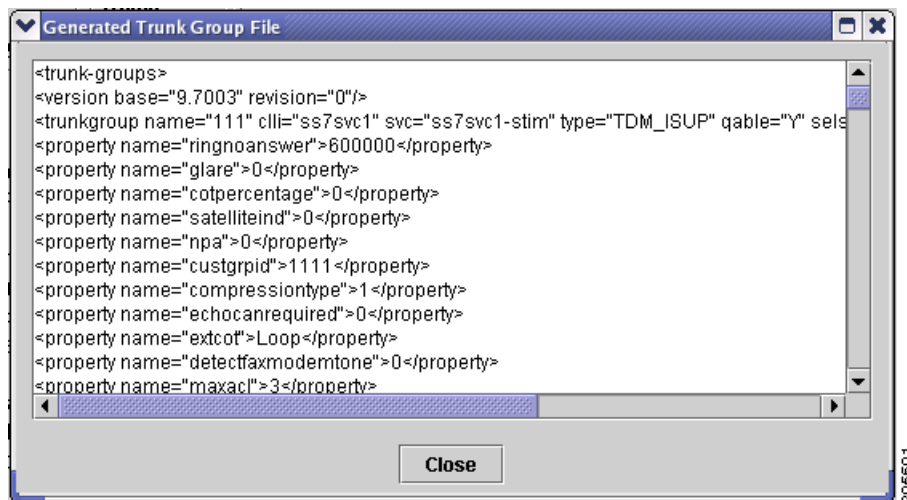 Generated Trunk Group File
<trunk-groups>
<version base="9.7003" revision="0"/>
<trunkgroup name="111" clli="ss7svc1" svc="ss7svc1-stim" type="TDM_ISUP" qable="Y" sels
<property name="ringnoanswer">600000</property>
<property name="glare">0</property>
<property name="cotpercentage">0</property>
<property name="satelliteind">0</property>
<property name="npa">0</property>
<property name="custgrpid">1111</property>
<property name="compressiontype">1</property>
<property name="echocanrequired">0</property>
<property name="extcot">Loop</property>
<property name="detectfaxmodemtone">0</property>
<property name="maxacl">3</property>
Close